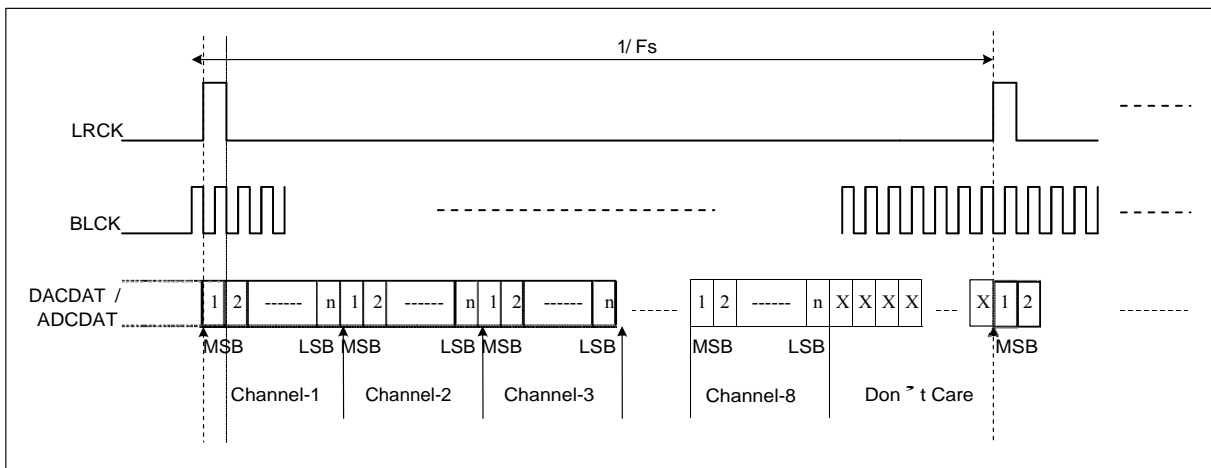 1/ Fs
LRCK
BLCK
DACDAT /
ADCDAT
1 2 ------ n 1 2 ------ n 1 2 ------ n 1 2 ------ n X X X X X 1 2
MSB LSB MSB LSB MSB LSB MSB LSB MSB
Channel-1 Channel-2 Channel-3 Channel-8 Don ' t Care